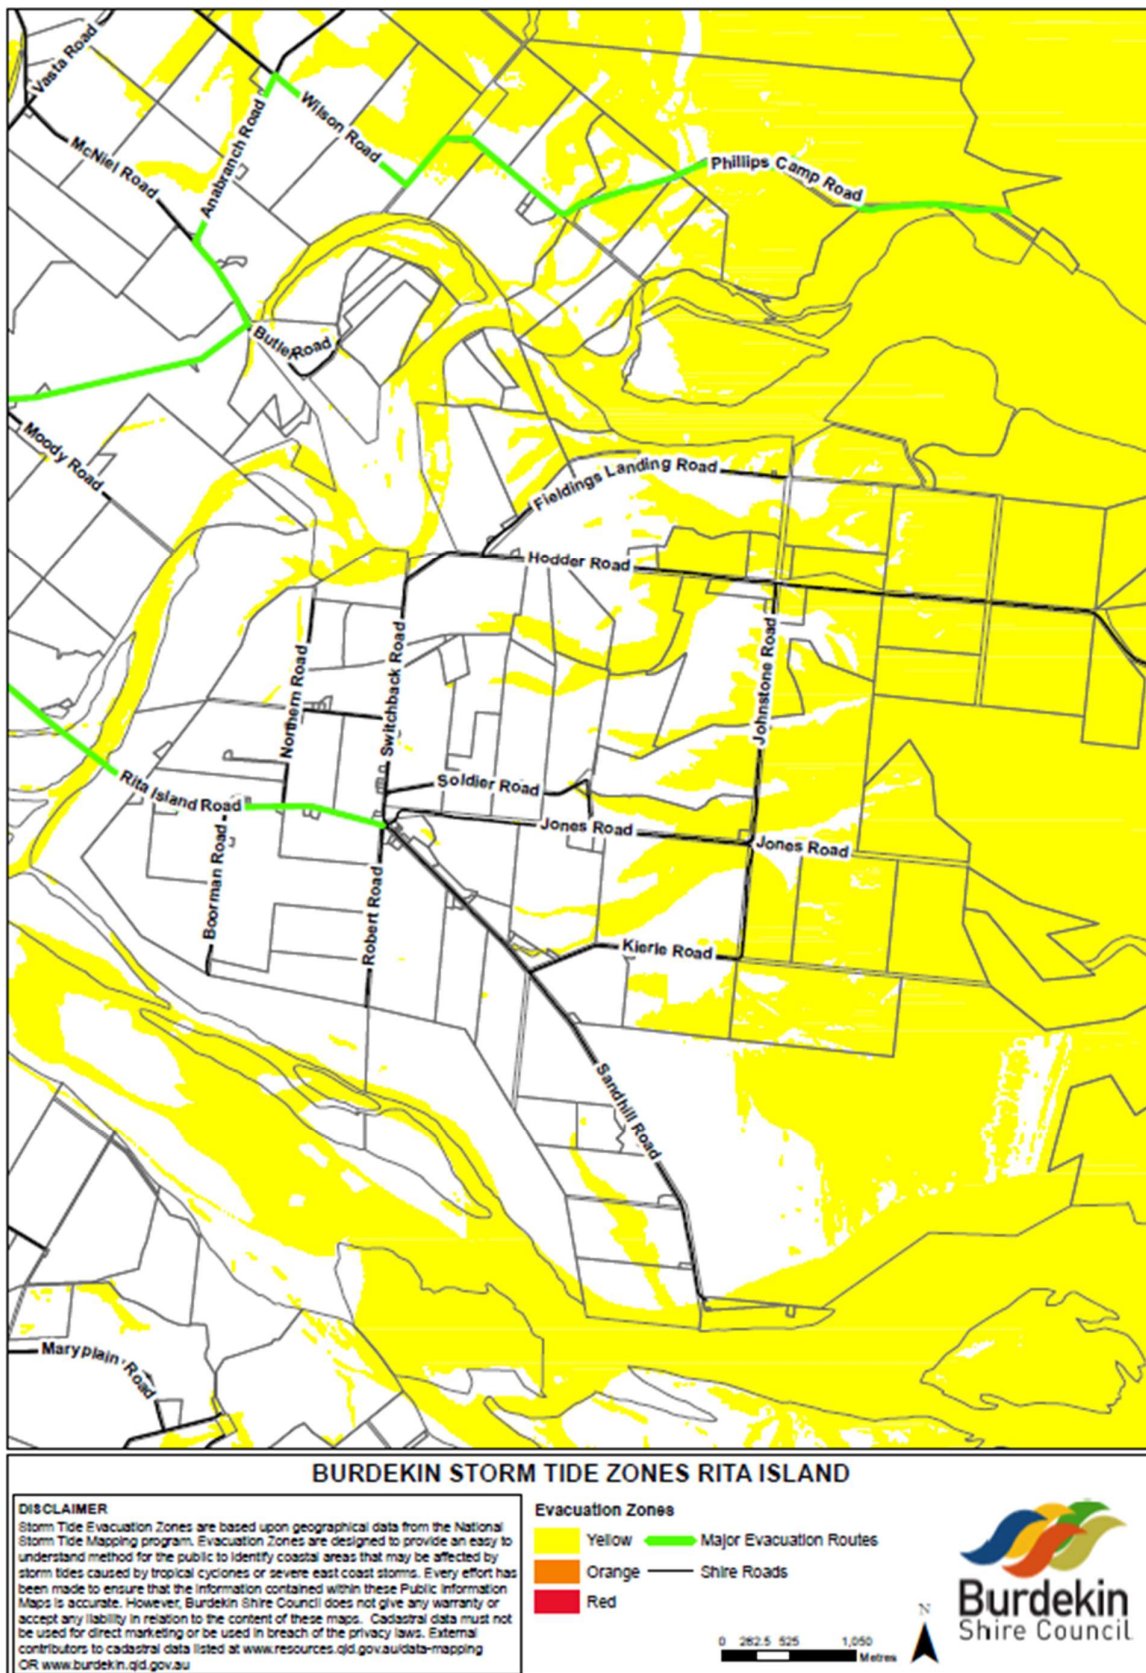 Vasta Road
McNiel Road
Anabranch Road
Wilson Road
Phillips Camp Road
Butler Road
Moody Road
Fieldings Landing Road
Hodder Road
Northern Road
Switchback Road
Johnstone Road
Rita Island Road
Soldier Road
Jones Road
Jones Road
Boorman Road
Robert Road
Kierle Road
Sandhill Road
Maryplain Road
BURDEKIN STORM TIDE ZONES RITA ISLAND
DISCLAIMER
Storm Tide Evacuation Zones are based upon geographical data from the National
Storm Tide Mapping program. Evacuation Zones are designed to provide an easy to
understand method for the public to identify coastal areas that may be affected by
storm tides caused by tropical cyclones or severe east coast storms. Every effort has
been made to ensure that the information contained within these Public Information
Maps is accurate. However, Burdekin Shire Council does not give any warranty or
accept any liability in relation to the content of these maps. Cadastral data must not
be used for direct marketing or be used in breach of the privacy laws. External
contributors to cadastral data listed at www.resources.qld.gov.au/data-mapping
OR www.burdekin.qld.gov.au
Evacuation Zones
Yellow
Major Evacuation Routes
Orange
Shire Roads
Red
0 262.5 525 1,050
Metres
N
Burdekin
Shire Council